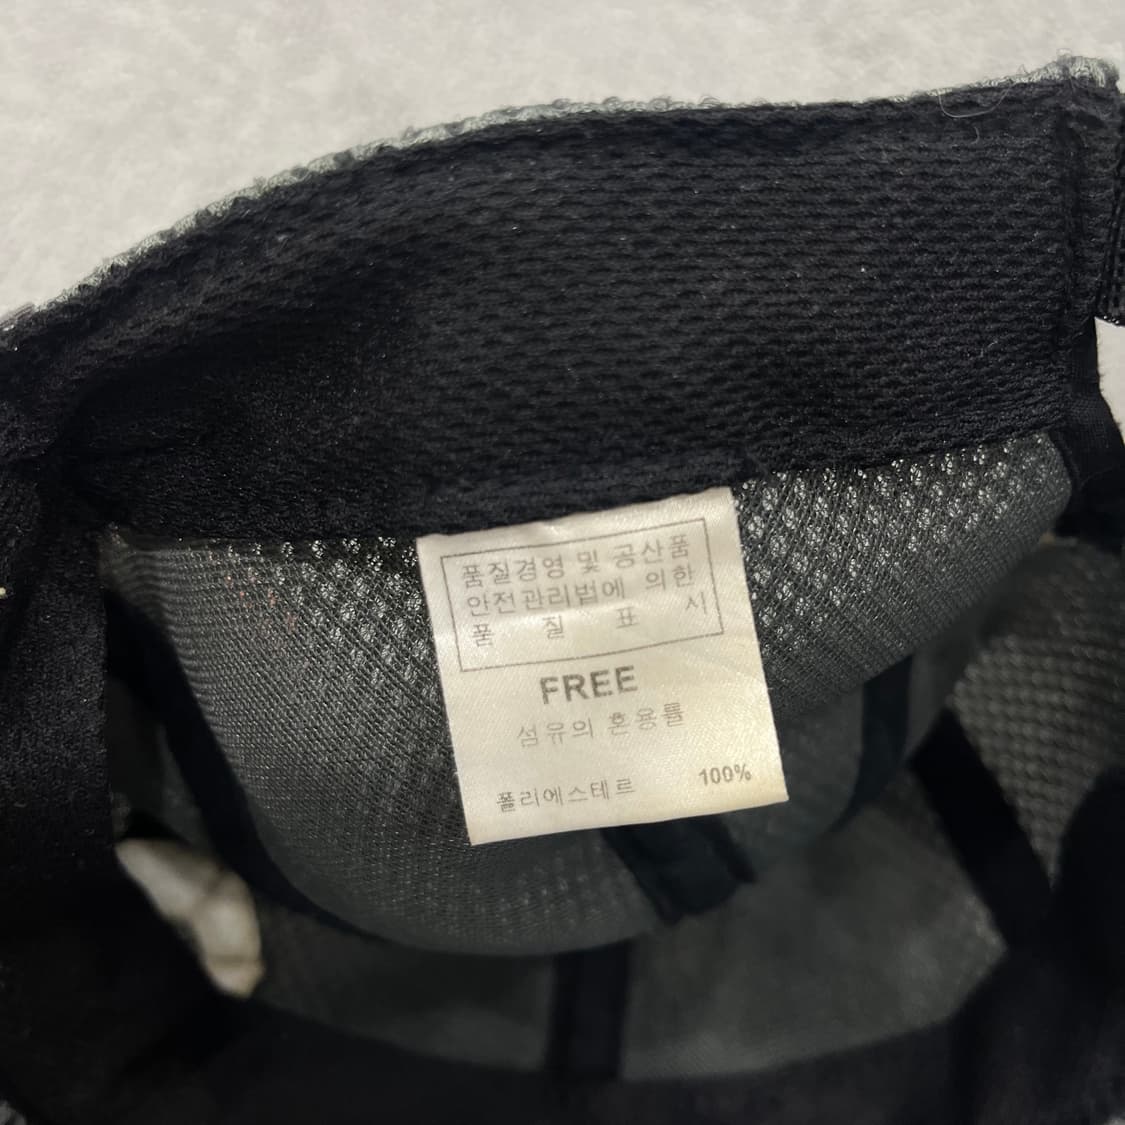 품질경영 및 공산품
안전관리법에 의한
품 질 표 시
FREE
섬유의 혼용률
폴리에스테르 100%